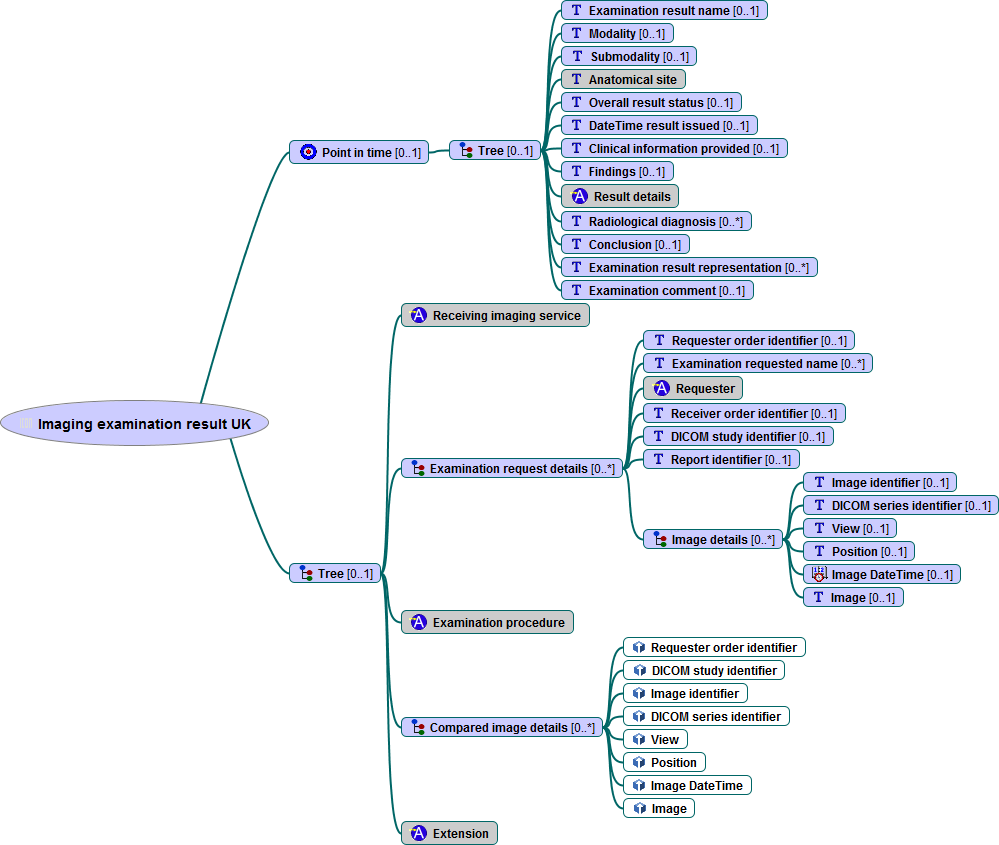 Imaging examination result UK
Point in time [0..1]
Tree [0..1]
Examination result name [0..1]
Modality [0..1]
Submodality [0..1]
Anatomical site
Overall result status [0..1]
DateTime result issued [0..1]
Clinical information provided [0..1]
Findings [0..1]
Result details
Radiological diagnosis [0..*]
Conclusion [0..1]
Examination result representation [0..*]
Examination comment [0..1]
Tree [0..1]
Receiving imaging service
Examination request details [0..*]
Requester order identifier [0..1]
Examination requested name [0..*]
Requester
Receiver order identifier [0..1]
DICOM study identifier [0..1]
Report identifier [0..1]
Image details [0..*]
Image identifier [0..1]
DICOM series identifier [0..1]
View [0..1]
Position [0..1]
Image DateTime [0..1]
Image [0..1]
Examination procedure
Compared image details [0..*]
Requester order identifier
DICOM study identifier
Image identifier
DICOM series identifier
View
Position
Image DateTime
Image
Extension